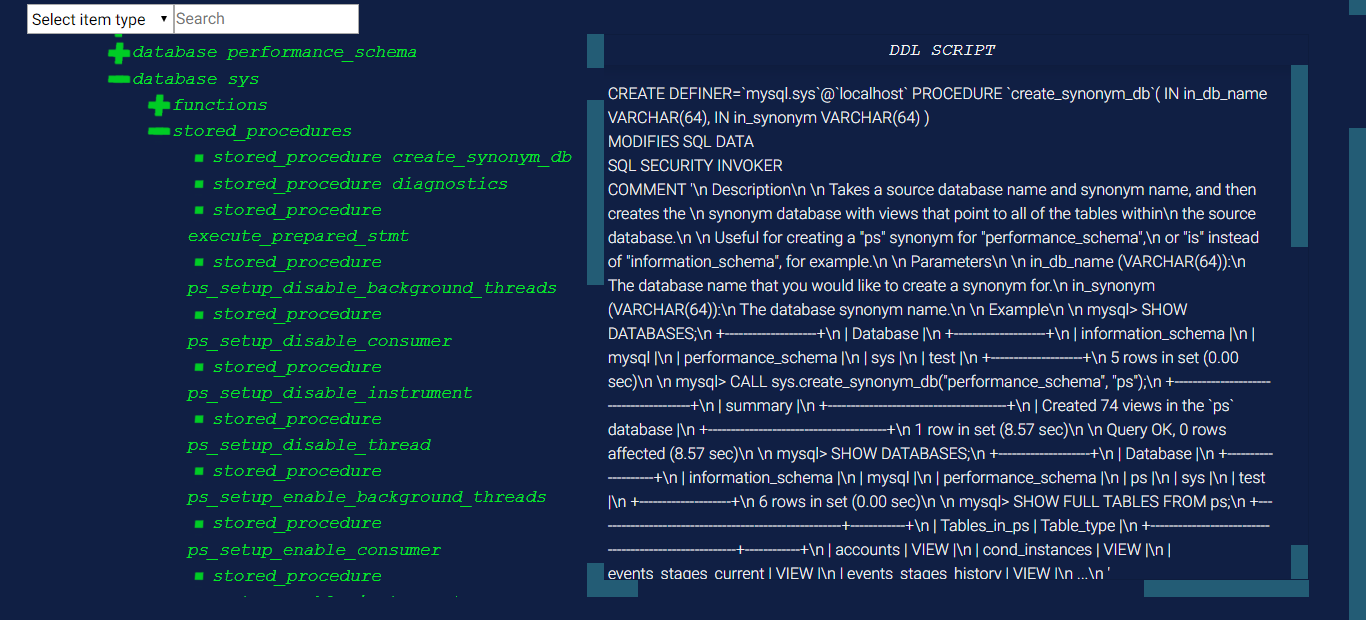 Select item type
Search
database performance_schema
database sys
functions
stored_procedures
stored_procedure create_synonym_db
stored_procedure diagnostics
stored_procedure
execute_prepared_stmt
stored_procedure
ps_setup_disable_background_threads
stored_procedure
ps_setup_disable_consumer
stored_procedure
ps_setup_disable_instrument
stored_procedure
ps_setup_disable_thread
stored_procedure
ps_setup_enable_background_threads
stored_procedure
ps_setup_enable_consumer
stored_procedure
DDL SCRIPT
CREATE DEFINER=`mysql.sys`@`localhost` PROCEDURE `create_synonym_db`( IN in_db_name
VARCHAR(64), IN in_synonym VARCHAR(64) )
MODIFIES SQL DATA
SQL SECURITY INVOKER
COMMENT '\n Description\n \n Takes a source database name and synonym name, and then
creates the \n synonym database with views that point to all of the tables within\n the source
database.\n \n Useful for creating a "ps" synonym for "performance_schema",\n or "is" instead
of "information_schema", for example.\n \n Parameters\n \n in_db_name (VARCHAR(64)):\n
The database name that you would like to create a synonym for.\n in_synonym
(VARCHAR(64)):\n The database synonym name.\n \n Example\n \n mysql> SHOW
DATABASES;\n +--------------------+\n | Database |\n +--------------------+\n | information_schema |\n |
mysql |\n | performance_schema |\n | sys |\n | test |\n +--------------------+\n 5 rows in set (0.00
sec)\n \n mysql> CALL sys.create_synonym_db("performance_schema", "ps");\n +---------------------
------------------+\n | summary |\n +---------------------------------------+\n | Created 74 views in the `ps`
database |\n +---------------------------------------+\n 1 row in set (8.57 sec)\n \n Query OK, 0 rows
affected (8.57 sec)\n \n mysql> SHOW DATABASES;\n +--------------------+\n | Database |\n +----------
----------+\n | information_schema |\n | mysql |\n | performance_schema |\n | ps |\n | sys |\n | test
|\n +--------------------+\n 6 rows in set (0.00 sec)\n \n mysql> SHOW FULL TABLES FROM ps;\n +---
---------------------------------------------------+------------+\n | Tables_in_ps | Table_type |\n +--------------------------
----------------------------+------------+\n | accounts | VIEW |\n | cond_instances | VIEW |\n |
events_stages_current | VIEW |\n | events_stages_history | VIEW |\n ...\n '